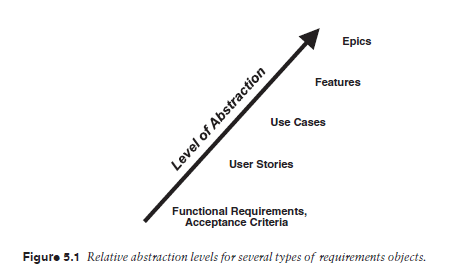 Epics
Features
Level of Abstraction
Use Cases
User Stories
Functional Requirements,
Acceptance Criteria
Figure 5.1 Relative abstraction levels for several types of requirements objects.